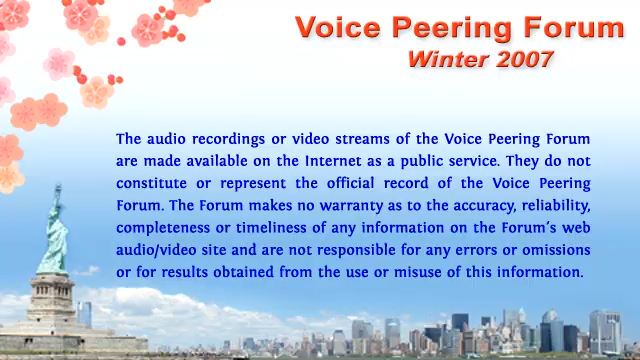 Voice Peering Forum
Winter 2007
The audio recordings or video streams of the Voice Peering Forum
are made available on the Internet as a public service. They do not
constitute or represent the official record of the Voice Peering
Forum. The Forum makes no warranty as to the accuracy, reliability,
completeness or timeliness of any information on the Forum's web
audio/video site and are not responsible for any errors or omissions
or for results obtained from the use or misuse of this information.